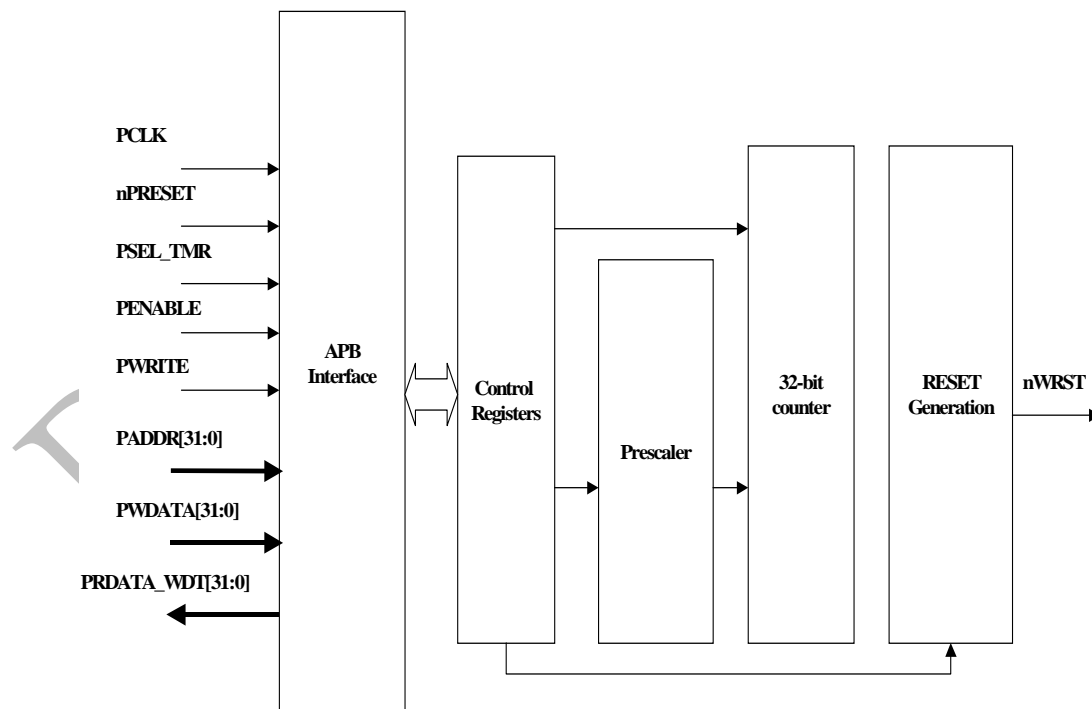 PCLK
nPRESET
PSEL_TMR
PENABLE
PWRITE
PADDR[31:0]
PWDATA[31:0]
PRDATA_WDT[31:0]
APB
Interface
Control
Registers
Prescaler
32-bit
counter
RESET
Generation
nWRST